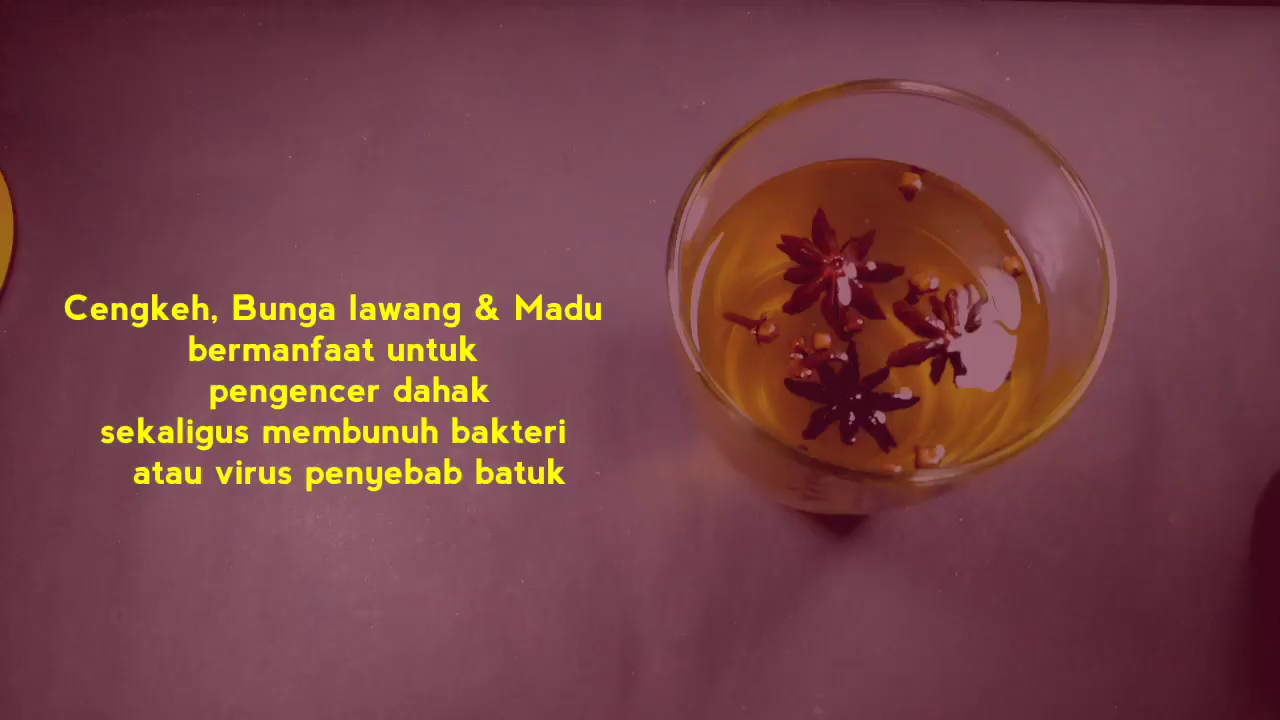 Cengkeh, Bunga lawang & Madu
bermanfaat untuk
pengencer dahak
sekaligus membunuh bakteri
atau virus penyebab batuk